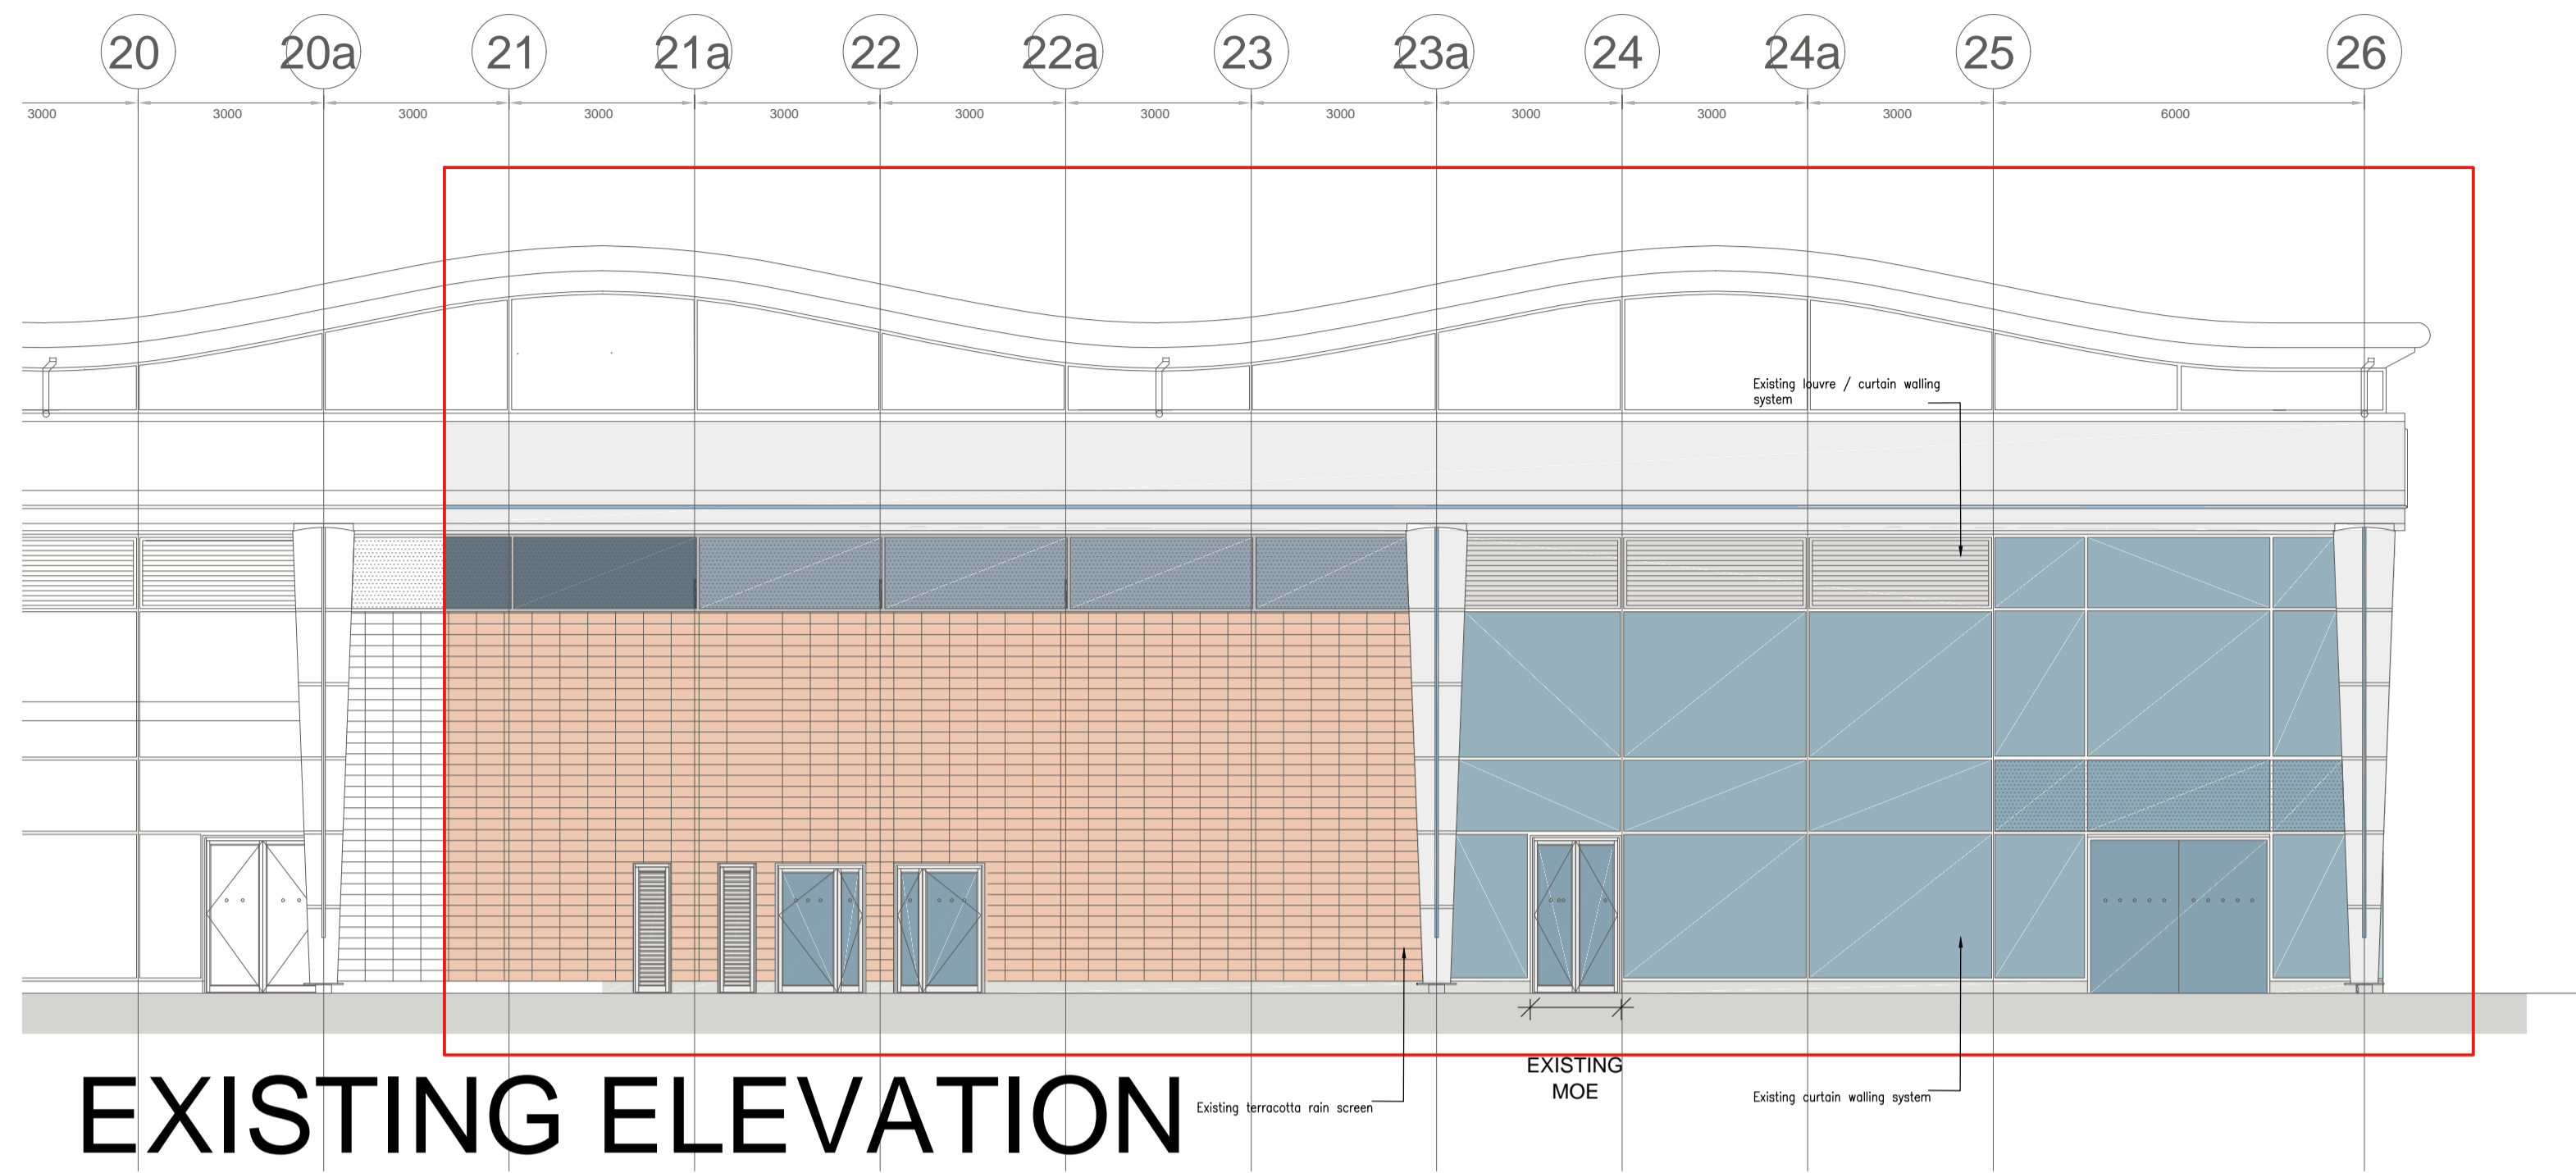 20 20a 21 21a 22 22a 23 23a 24 24a 25 26
3000 3000 3000 3000 3000 3000 3000 3000 3000 3000 3000 6000
Existing louvre / curtain walling
system
EXISTING ELEVATION
Existing terracotta rain screen
EXISTING
MOE
Existing curtain walling system